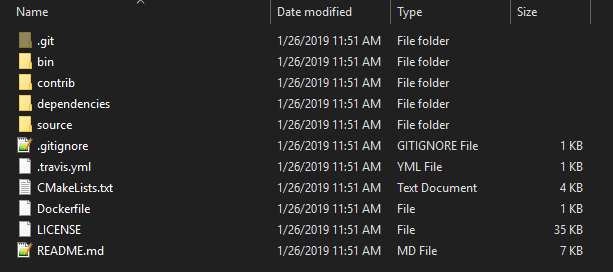 Name Date modified Type Size
.git 1/26/2019 11:51 AM File folder
bin 1/26/2019 11:51 AM File folder
contrib 1/26/2019 11:51 AM File folder
dependencies 1/26/2019 11:51 AM File folder
source 1/26/2019 11:51 AM File folder
.gitignore 1/26/2019 11:51 AM GITIGNORE File 1 KB
.travis.yml 1/26/2019 11:51 AM YML File 1 KB
CMakeLists.txt 1/26/2019 11:51 AM Text Document 4 KB
Dockerfile 1/26/2019 11:51 AM File 1 KB
LICENSE 1/26/2019 11:51 AM File 35 KB
README.md 1/26/2019 11:51 AM MD File 7 KB